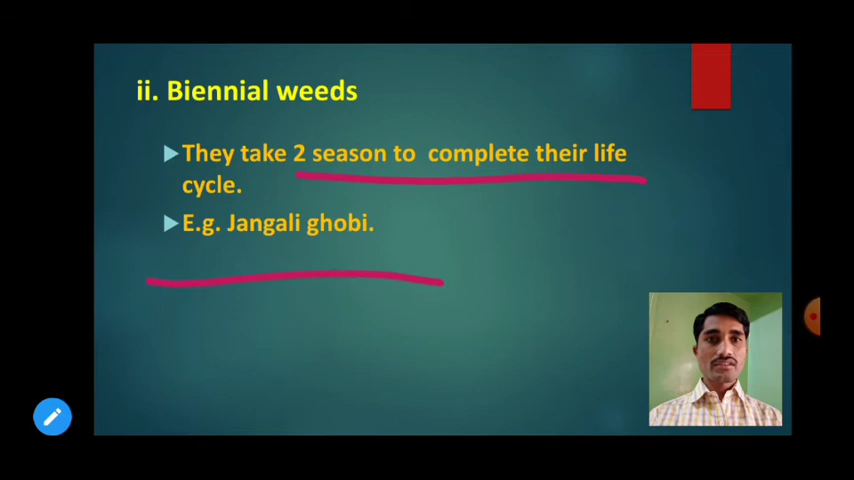 ii. Biennial weeds
They take 2 season to complete their life
cycle.
E.g. Jangali ghobi.